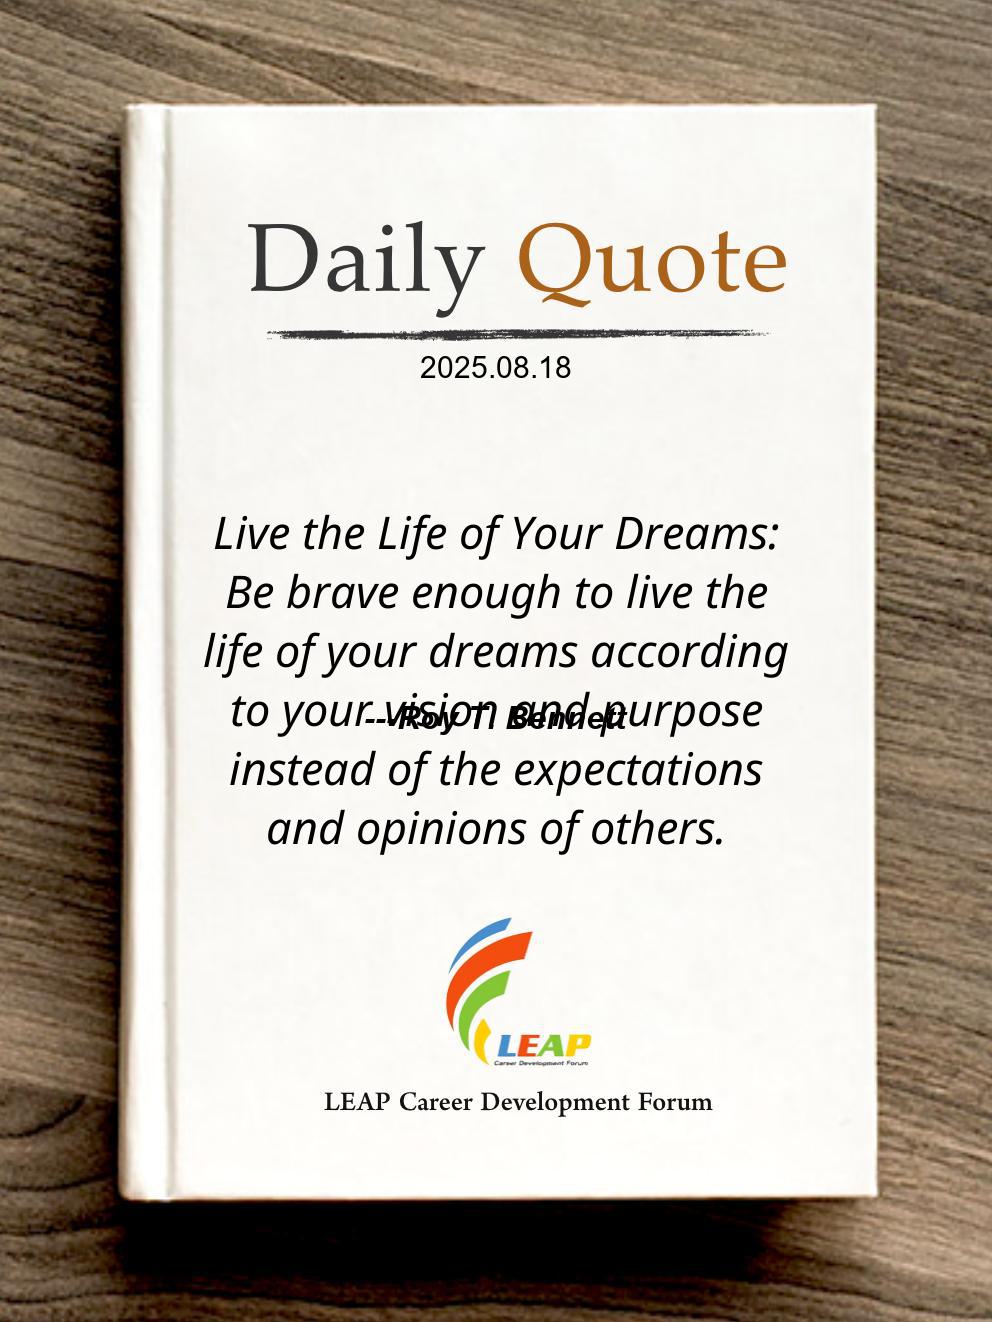 Daily Quote
2025.08.18
Live the Life of Your Dreams:
Be brave enough to live the
life of your dreams according
to your vision and purpose
---Roy T. Bennett
instead of the expectations
and opinions of others.
LEAP
Career Development Forum
LEAP Career Development Forum